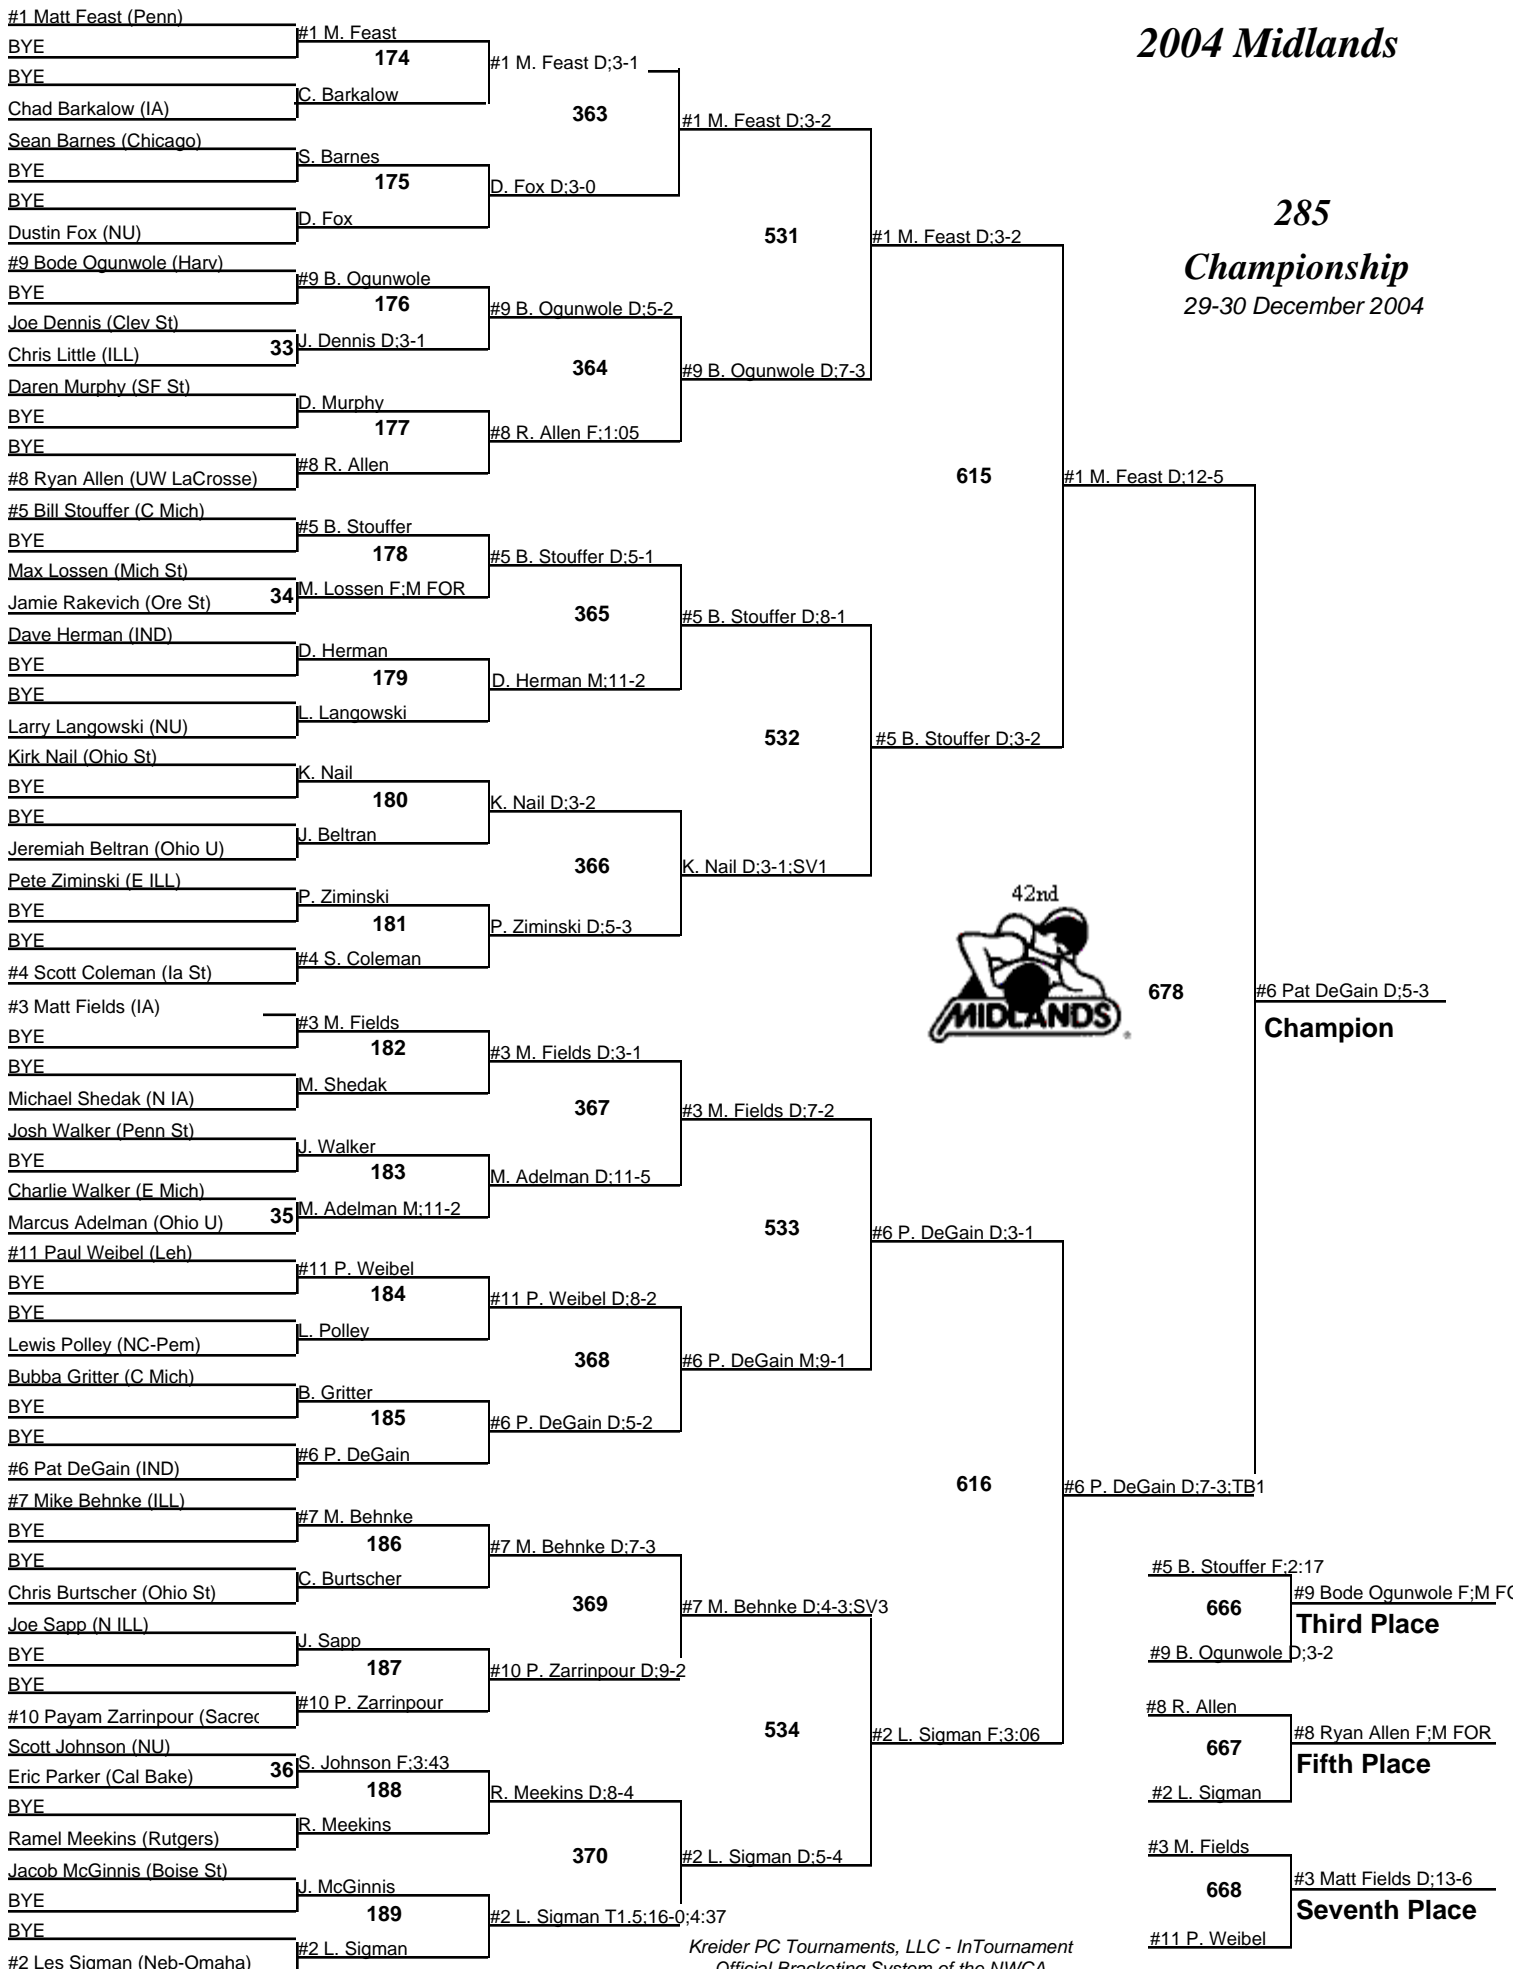 2004 Midlands
285
Championship
29-30 December 2004
#1 Matt Feast (Penn)
BYE
BYE
Chad Barkalow (IA)
Sean Barnes (Chicago)
BYE
BYE
Dustin Fox (NU)
#9 Bode Ogunwole (Harv)
BYE
Joe Dennis (Clev St)
Chris Little (ILL)
33
Daren Murphy (SF St)
BYE
BYE
#8 Ryan Allen (UW LaCrosse)
#5 Bill Stouffer (C Mich)
BYE
Max Lossen (Mich St)
Jamie Rakevich (Ore St)
34
Dave Herman (IND)
BYE
BYE
Larry Langowski (NU)
Kirk Nail (Ohio St)
BYE
BYE
Jeremiah Beltran (Ohio U)
Pete Ziminski (E ILL)
BYE
BYE
#4 Scott Coleman (Ia St)
#3 Matt Fields (IA)
BYE
BYE
Michael Shedak (N IA)
Josh Walker (Penn St)
BYE
Charlie Walker (E Mich)
Marcus Adelman (Ohio U)
35
#11 Paul Weibel (Leh)
BYE
BYE
Lewis Polley (NC-Pem)
Bubba Gritter (C Mich)
BYE
BYE
#6 Pat DeGain (IND)
#7 Mike Behnke (ILL)
BYE
BYE
Chris Burtscher (Ohio St)
Joe Sapp (N ILL)
BYE
BYE
#10 Payam Zarrinpour (Sacred
Scott Johnson (NU)
Eric Parker (Cal Bake)
36
BYE
Ramel Meekins (Rutgers)
Jacob McGinnis (Boise St)
BYE
BYE
#2 Les Sigman (Neb-Omaha)
#1 M. Feast
174
C. Barkalow
S. Barnes
175
D. Fox
#9 B. Ogunwole
176
J. Dennis D;3-1
D. Murphy
177
#8 R. Allen
#5 B. Stouffer
178
M. Lossen F;M FOR
D. Herman
179
L. Langowski
K. Nail
180
J. Beltran
P. Ziminski
181
#4 S. Coleman
#3 M. Fields
182
M. Shedak
J. Walker
183
M. Adelman M;11-2
#11 P. Weibel
184
L. Polley
B. Gritter
185
#6 P. DeGain
#7 M. Behnke
186
C. Burtscher
J. Sapp
187
#10 P. Zarrinpour
S. Johnson F;3:43
188
R. Meekins
J. McGinnis
189
#2 L. Sigman
#1 M. Feast D;3-1
363
D. Fox D;3-0
#9 B. Ogunwole D;5-2
364
#8 R. Allen F;1:05
#5 B. Stouffer D;5-1
365
D. Herman M;11-2
K. Nail D;3-2
366
P. Ziminski D;5-3
#3 M. Fields D;3-1
367
M. Adelman D;11-5
#11 P. Weibel D;8-2
368
#6 P. DeGain D;5-2
#7 M. Behnke D;7-3
369
#10 P. Zarrinpour D;9-2
R. Meekins D;8-4
370
#2 L. Sigman T1.5;16-0;4:37
#1 M. Feast D;3-2
531
#9 B. Ogunwole D;7-3
#5 B. Stouffer D;8-1
532
K. Nail D;3-1;SV1
#3 M. Fields D;7-2
533
#6 P. DeGain M;9-1
#7 M. Behnke D;4-3;SV3
534
#2 L. Sigman D;5-4
#1 M. Feast D;3-2
615
#5 B. Stouffer D;3-2
#6 P. DeGain D;3-1
616
#2 L. Sigman F;3:06
#1 M. Feast D;12-5
42nd
MIDLANDS
678
#6 P. DeGain D;7-3;TB1
#6 Pat DeGain D;5-3
Champion
#5 B. Stouffer F;2:17
666
#9 B. Ogunwole D;3-2
#9 Bode Ogunwole F;M FO
Third Place
#8 R. Allen
667
#2 L. Sigman
#8 Ryan Allen F;M FOR
Fifth Place
#3 M. Fields
668
#11 P. Weibel
#3 Matt Fields D;13-6
Seventh Place
Kreider PC Tournaments, LLC - InTournament
Official Bracketing System of the NWCA